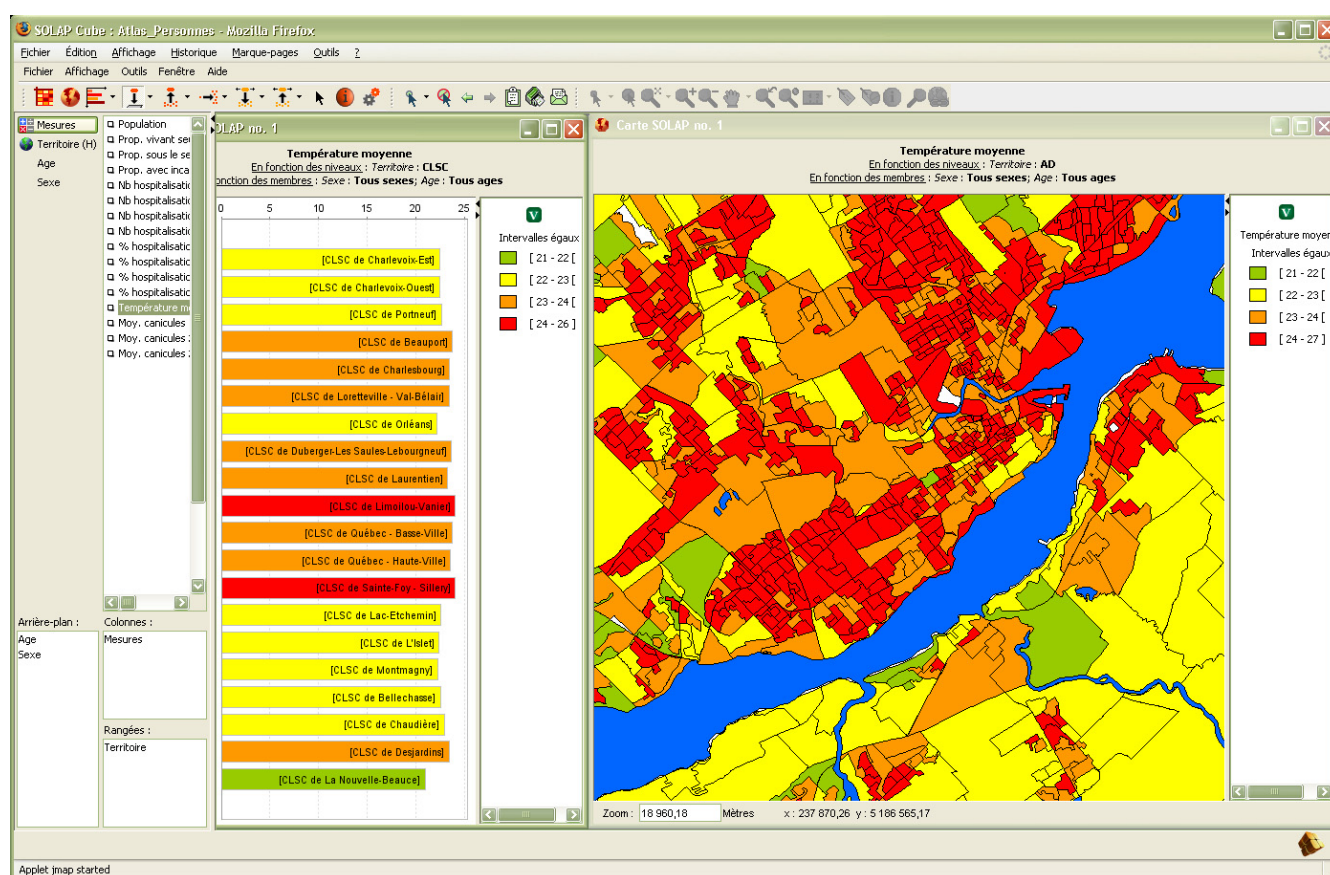 SOLAP Cube : Atlas_Personnes - Mozilla Firefox
Fichier Édition Affichage Historique Marque-pages Outils ?
Fichier Affichage Outils Fenêtre Aide
Mesures
Territoire (H)
Age
Sexe
Population
Prop. vivant seu
Prop. sous le se
Prop. avec inca
Nb hospitalisatic
Nb hospitalisatic
Nb hospitalisatic
Nb hospitalisatic
% hospitalisatic
% hospitalisatic
% hospitalisatic
% hospitalisatic
Température m
Moy. canicules
Moy. canicules :
Moy. canicules :
Arrière-plan :
Age
Sexe
Colonnes :
Mesures
Rangées :
Territoire
OLAP no. 1
Température moyenne
En fonction des niveaux : Territoire : CLSC
onction des membres : Sexe : Tous sexes; Age : Tous ages
0 5 10 15 20 25
[CLSC de Charlevoix-Est]
[CLSC de Charlevoix-Ouest]
[CLSC de Portneuf]
[CLSC de Beauport]
[CLSC de Charlesbourg]
[CLSC de Loretteville - Val-Bélair]
[CLSC de Orléans]
[CLSC de Duberger-Les Saules-Lebourgneuf]
[CLSC de Laurentien]
[CLSC de Limoilou-Vanier]
[CLSC de Québec - Basse-Ville]
[CLSC de Québec - Haute-Ville]
[CLSC de Sainte-Foy - Sillery]
[CLSC de Lac-Etchemin]
[CLSC de L'Islet]
[CLSC de Montmagny]
[CLSC de Bellechasse]
[CLSC de Chaudière]
[CLSC de Desjardins]
[CLSC de La Nouvelle-Beauce]
V
Intervalles égaux
[ 21 - 22 [
[ 22 - 23 [
[ 23 - 24 [
[ 24 - 26 ]
Carte SOLAP no. 1
Température moyenne
En fonction des niveaux : Territoire : AD
En fonction des membres : Sexe : Tous sexes; Age : Tous ages
V
Température moyer
Intervalles égaux
[ 21 - 22 [
[ 22 - 23 [
[ 23 - 24 [
[ 24 - 27 ]
Zoom : 18 960,18 Mètres x : 237 870,26 y : 5 186 565,17
Applet jmap started